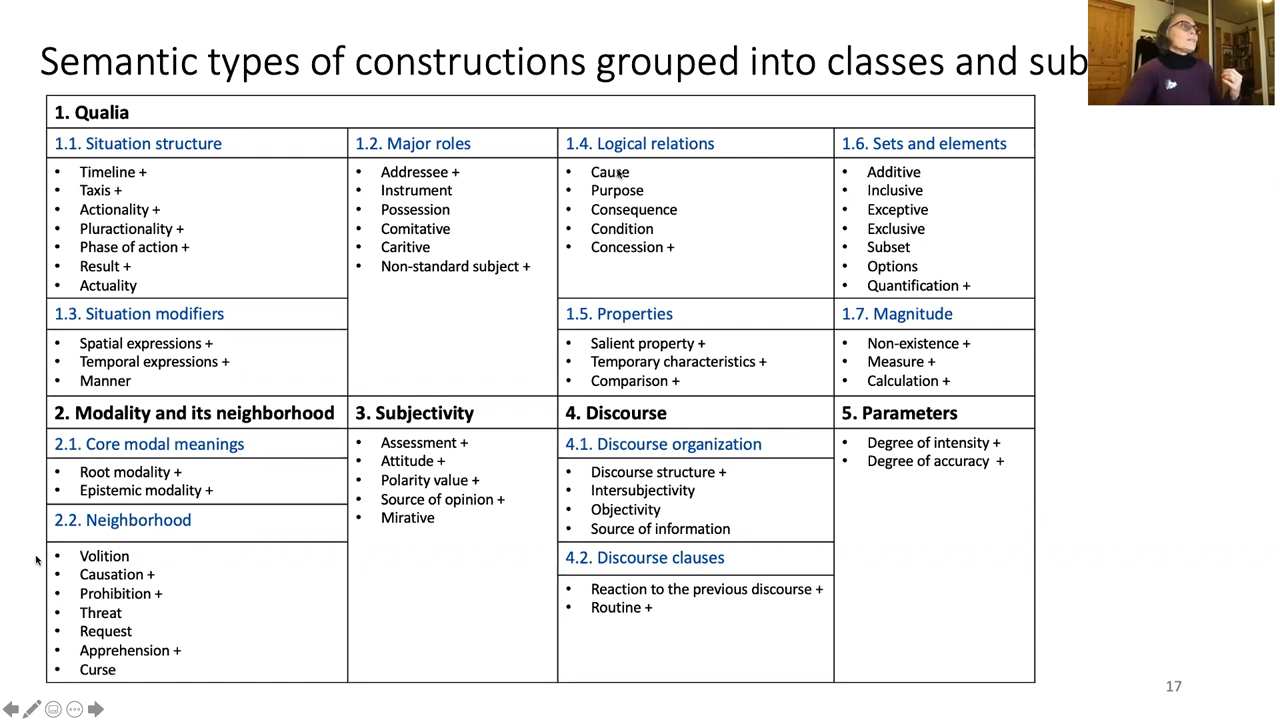 Semantic types of constructions grouped into classes and sub
1. Qualia
1.1. Situation structure
• Timeline +
• Taxis +
• Actionality +
• Pluractionality +
• Phase of action +
• Result +
• Actuality
1.2. Major roles
• Addressee +
• Instrument
• Possession
• Comitative
• Caritive
• Non-standard subject +
1.4. Logical relations
• Cause
• Purpose
• Consequence
• Condition
• Concession +
1.6. Sets and elements
• Additive
• Inclusive
• Exceptive
• Exclusive
• Subset
• Options
• Quantification +
1.3. Situation modifiers
• Spatial expressions +
• Temporal expressions +
• Manner
1.5. Properties
• Salient property +
• Temporary characteristics +
• Comparison +
1.7. Magnitude
• Non-existence +
• Measure +
• Calculation +
2. Modality and its neighborhood
2.1. Core modal meanings
• Root modality +
• Epistemic modality +
2.2. Neighborhood
• Volition
• Causation +
• Prohibition +
• Threat
• Request
• Apprehension +
• Curse
3. Subjectivity
• Assessment +
• Attitude +
• Polarity value +
• Source of opinion +
• Mirative
4. Discourse
4.1. Discourse organization
• Discourse structure +
• Intersubjectivity
• Objectivity
• Source of information
4.2. Discourse clauses
• Reaction to the previous discourse +
• Routine +
5. Parameters
• Degree of intensity +
• Degree of accuracy +
17